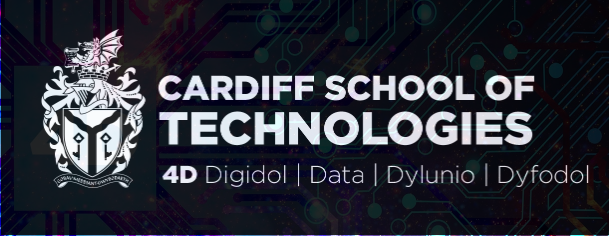 CARDIFF SCHOOL OF
TECHNOLOGIES
4D Digidol | Data | Dylunio | Dyfodol